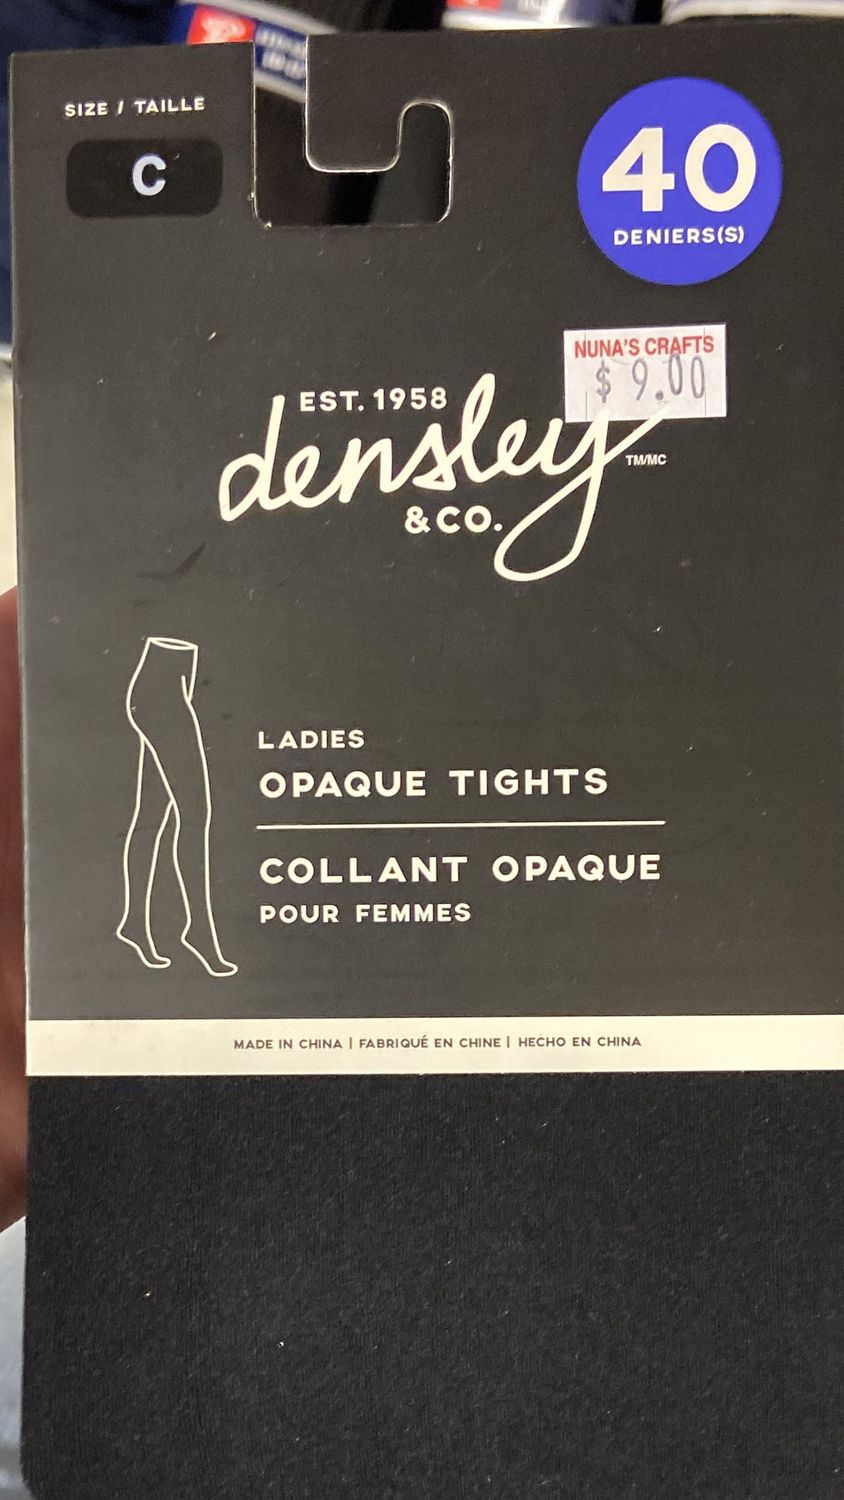 SIZE / TAILLE
C
40
DENIERS(S)
NUNA'S CRAFTS
$ 9.00
EST. 1958
densley
TM/MC
& CO.
LADIES
OPAQUE TIGHTS
COLLANT OPAQUE
POUR FEMMES
MADE IN CHINA | FABRIQUÉ EN CHINE | HECHO EN CHINA